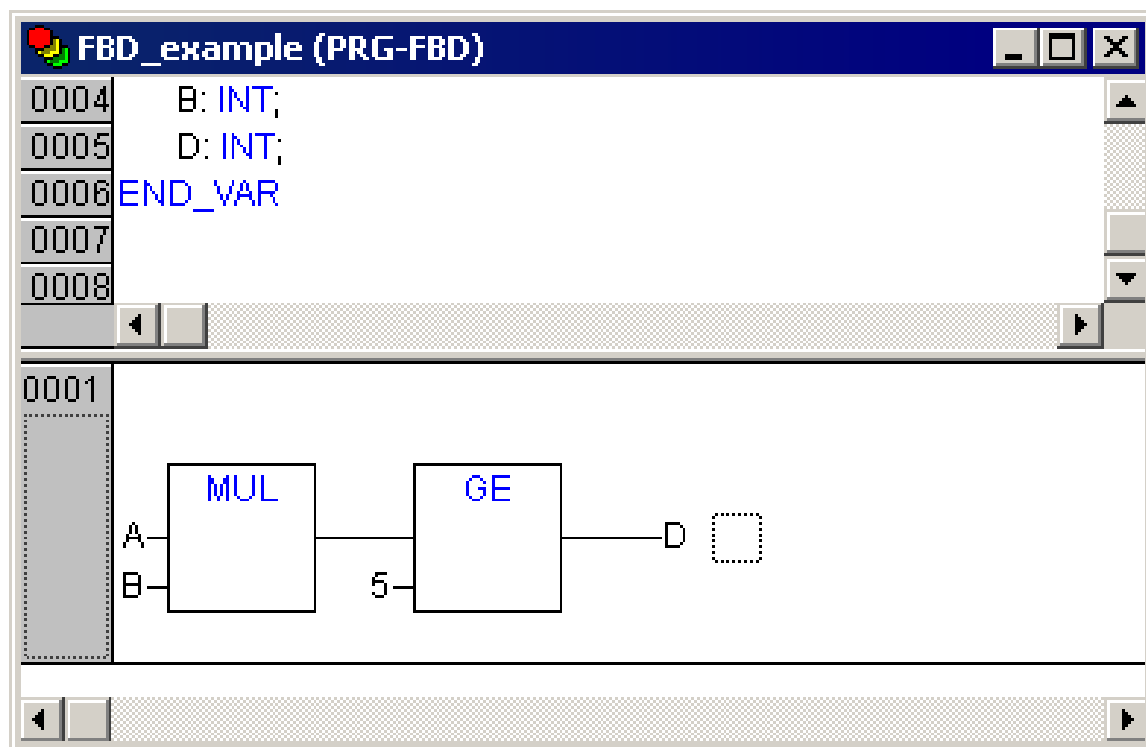 FBD_example (PRG-FBD)
0004 B: INT;
0005 D: INT;
0006 END_VAR
0007
0008
0001
MUL GE
A D
B 5